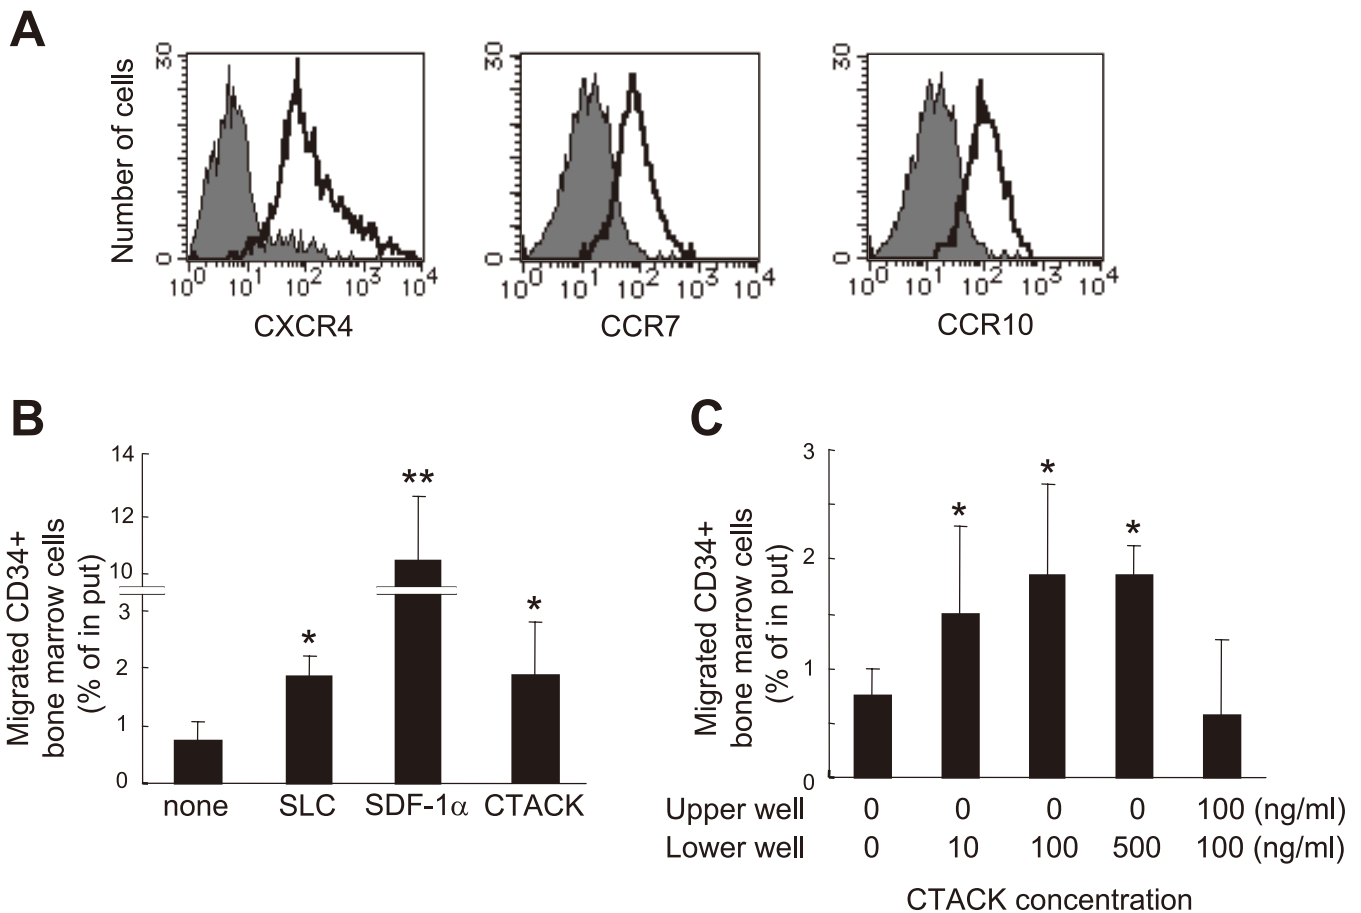 A
Number of cells
30
0
10^0 10^1 10^2 10^3 10^4
CXCR4
30
0
10^0 10^1 10^2 10^3 10^4
CCR7
30
0
10^0 10^1 10^2 10^3 10^4
CCR10
B
Migrated CD34+
bone marrow cells
(% of in put)
14
12
10
3
2
1
0
*
**
*
none SLC SDF-1α CTACK
C
Migrated CD34+
bone marrow cells
(% of in put)
3
2
1
0
*
*
*
Upper well 0 0 0 0 100 (ng/ml)
Lower well 0 10 100 500 100 (ng/ml)
CTACK concentration